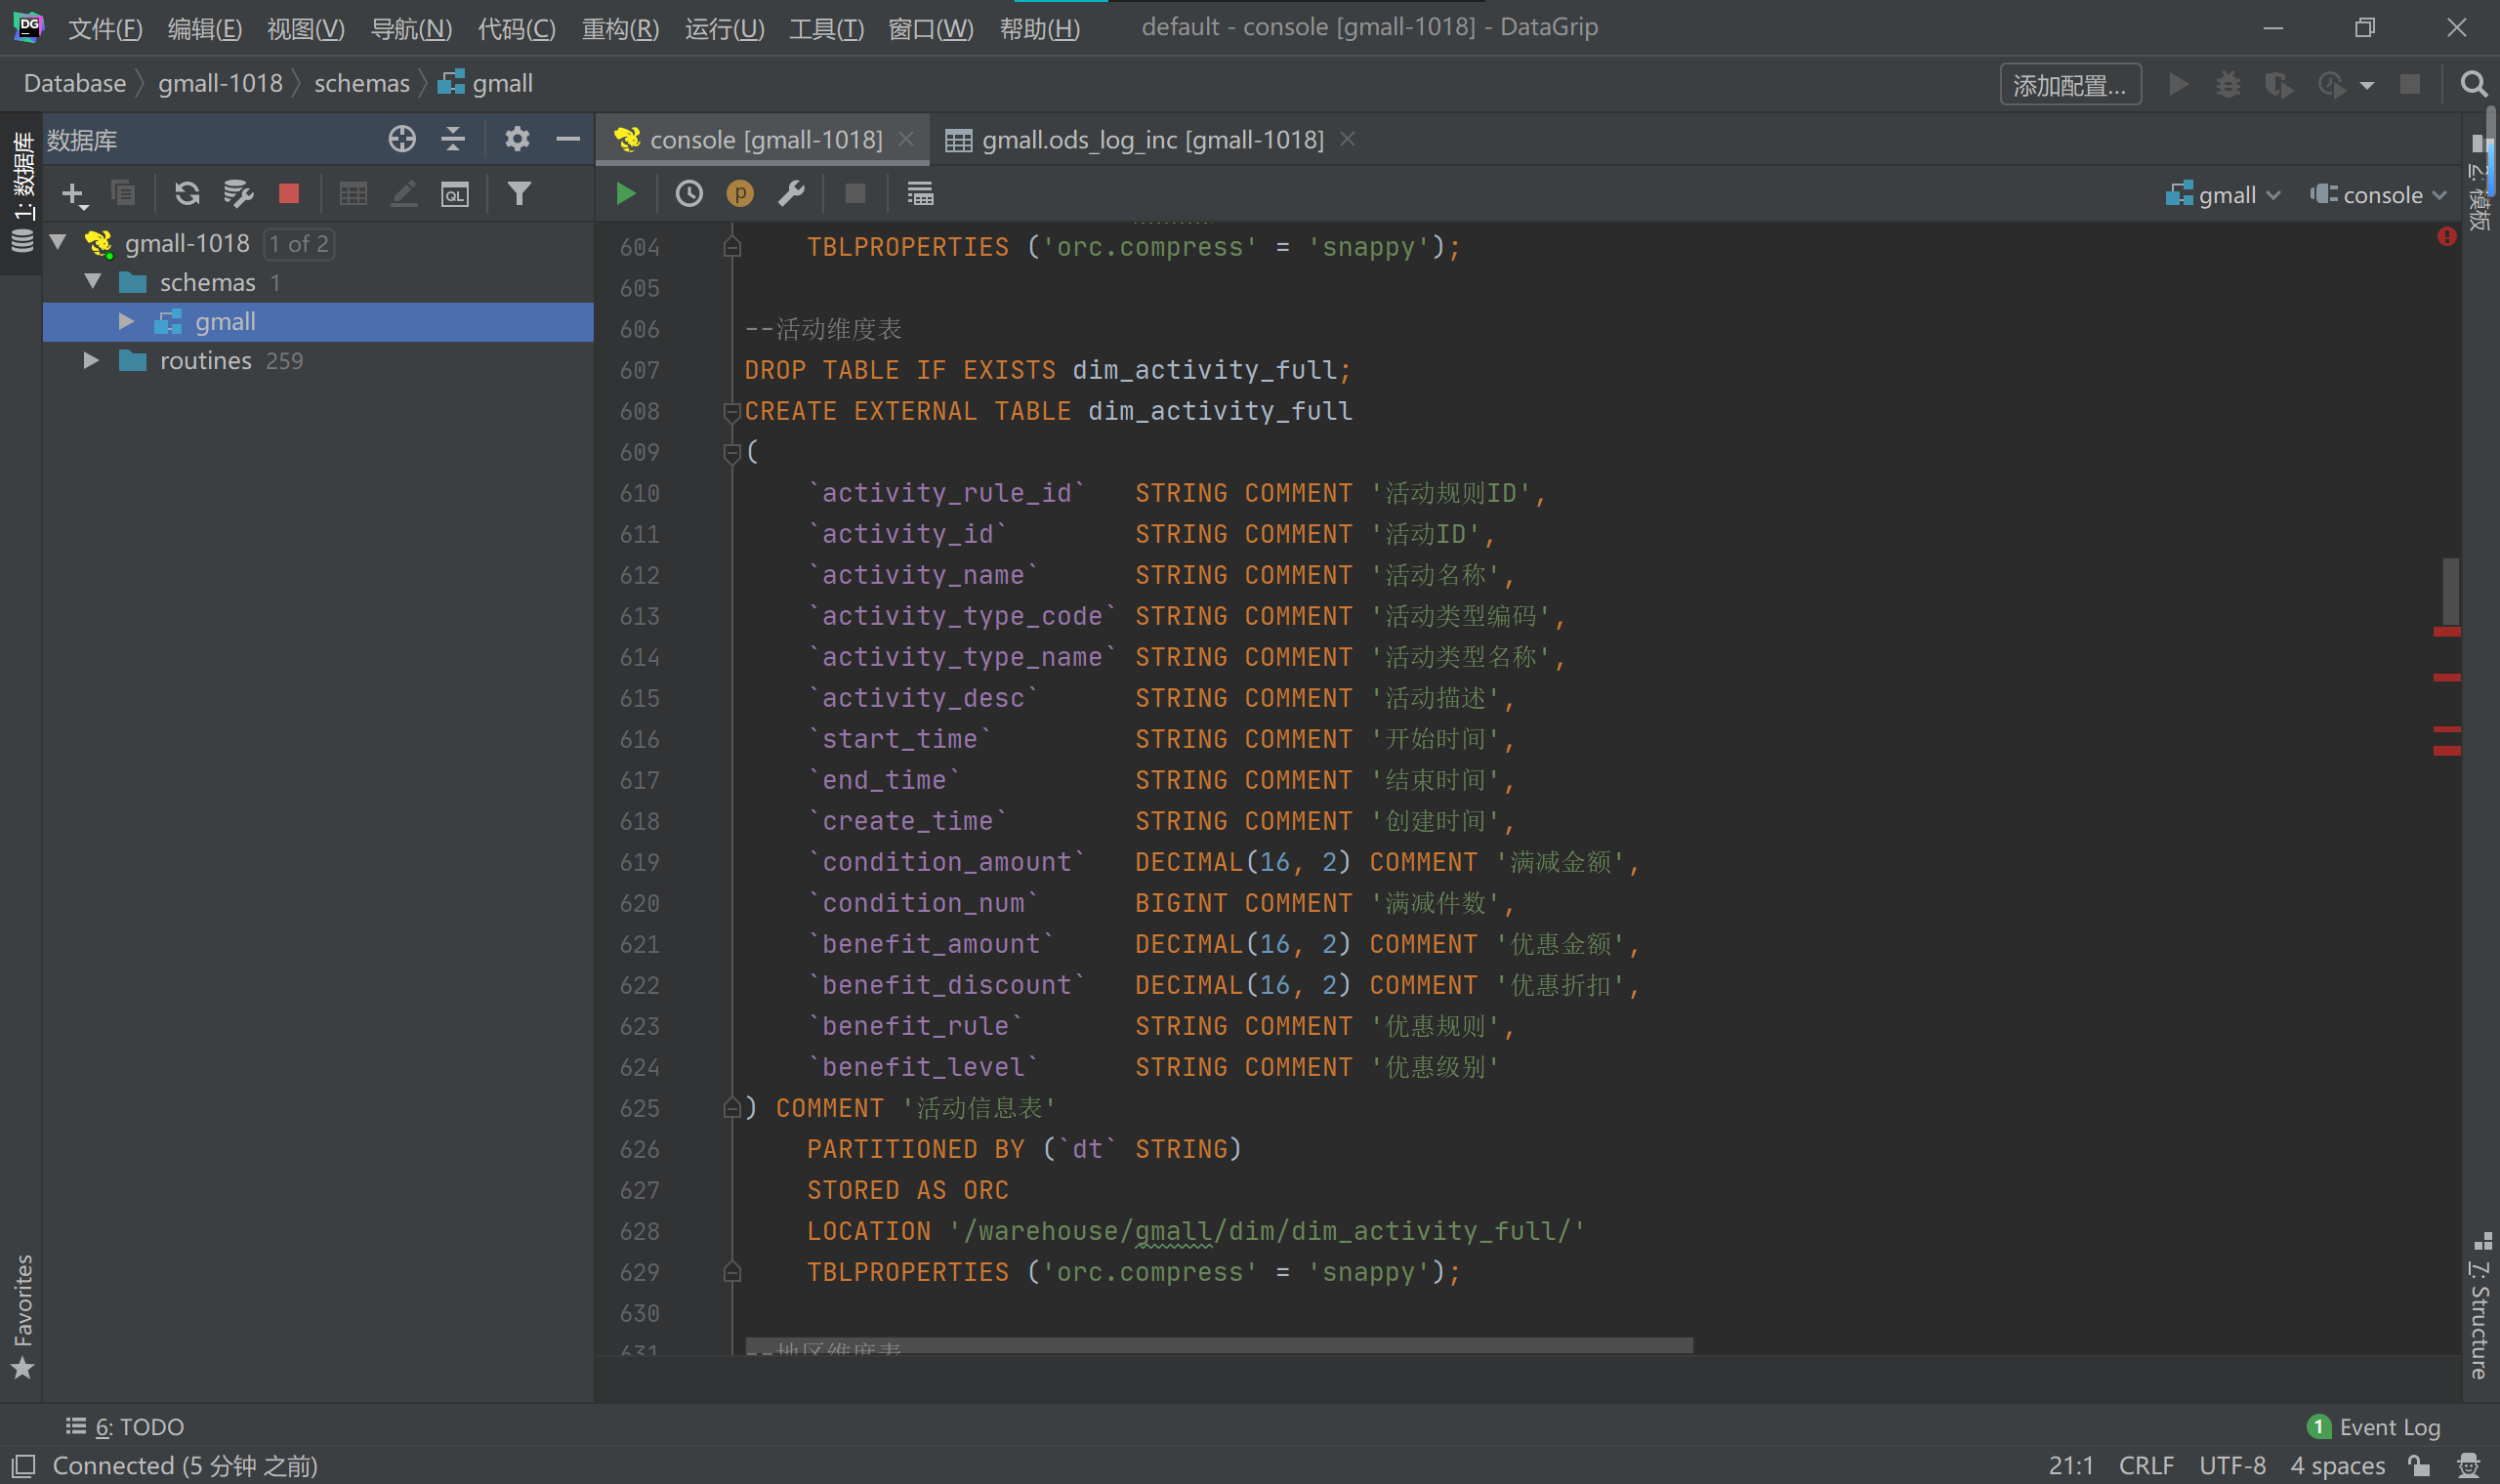 文件(F) 编辑(E) 视图(V) 导航(N) 代码(C) 重构(R) 运行(U) 工具(T) 窗口(W) 帮助(H) default - console [gmall-1018] - DataGrip
Database gmall-1018 schemas gmall 添加配置...
1: 数据库
数据库
console [gmall-1018] gmall.ods_log_inc [gmall-1018]
2: 模板
gmall console
gmall-1018 1 of 2
schemas 1
gmall
routines 259
604 TBLPROPERTIES ('orc.compress' = 'snappy');
605
606 --活动维度表
607 DROP TABLE IF EXISTS dim_activity_full;
608 CREATE EXTERNAL TABLE dim_activity_full
609 (
610 `activity_rule_id` STRING COMMENT '活动规则ID',
611 `activity_id` STRING COMMENT '活动ID',
612 `activity_name` STRING COMMENT '活动名称',
613 `activity_type_code` STRING COMMENT '活动类型编码',
614 `activity_type_name` STRING COMMENT '活动类型名称',
615 `activity_desc` STRING COMMENT '活动描述',
616 `start_time` STRING COMMENT '开始时间',
617 `end_time` STRING COMMENT '结束时间',
618 `create_time` STRING COMMENT '创建时间',
619 `condition_amount` DECIMAL(16, 2) COMMENT '满减金额',
620 `condition_num` BIGINT COMMENT '满减件数',
621 `benefit_amount` DECIMAL(16, 2) COMMENT '优惠金额',
622 `benefit_discount` DECIMAL(16, 2) COMMENT '优惠折扣',
623 `benefit_rule` STRING COMMENT '优惠规则',
624 `benefit_level` STRING COMMENT '优惠级别'
625 ) COMMENT '活动信息表'
626 PARTITIONED BY (`dt` STRING)
627 STORED AS ORC
628 LOCATION '/warehouse/gmall/dim/dim_activity_full/'
629 TBLPROPERTIES ('orc.compress' = 'snappy');
630
631 --地区维度表
Favorites
7: Structure
6: TODO 1 Event Log
Connected (5 分钟 之前) 21:1 CRLF UTF-8 4 spaces